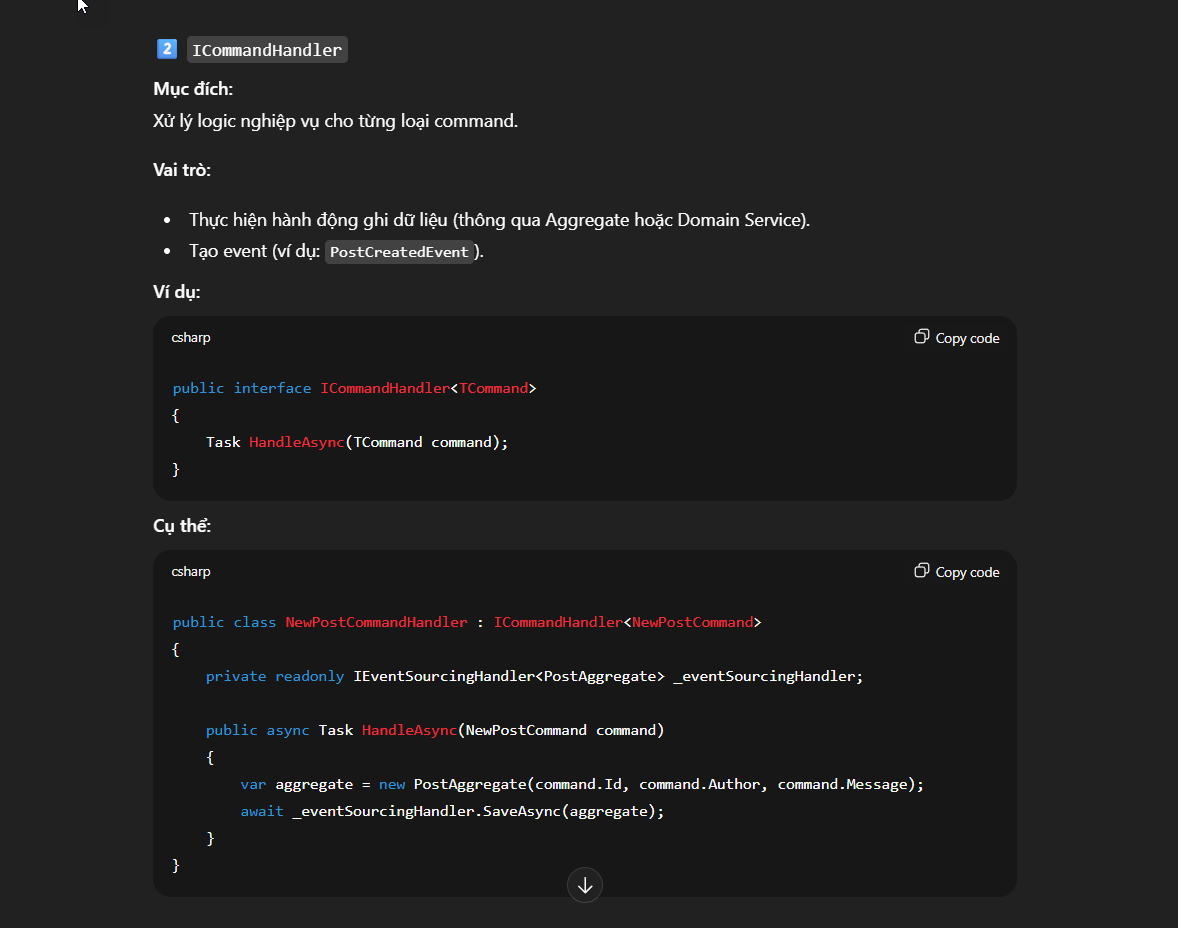 2 ICommandHandler
Mục đích:
Xử lý logic nghiệp vụ cho từng loại command.
Vai trò:
• Thực hiện hành động ghi dữ liệu (thông qua Aggregate hoặc Domain Service).
• Tạo event (ví dụ: PostCreatedEvent).
Ví dụ:
csharp Copy code
public interface ICommandHandler<TCommand>
{
    Task HandleAsync(TCommand command);
}
Cụ thể:
csharp Copy code
public class NewPostCommandHandler : ICommandHandler<NewPostCommand>
{
    private readonly IEventSourcingHandler<PostAggregate> _eventSourcingHandler;
    public async Task HandleAsync(NewPostCommand command)
    {
        var aggregate = new PostAggregate(command.Id, command.Author, command.Message);
        await _eventSourcingHandler.SaveAsync(aggregate);
    }
}